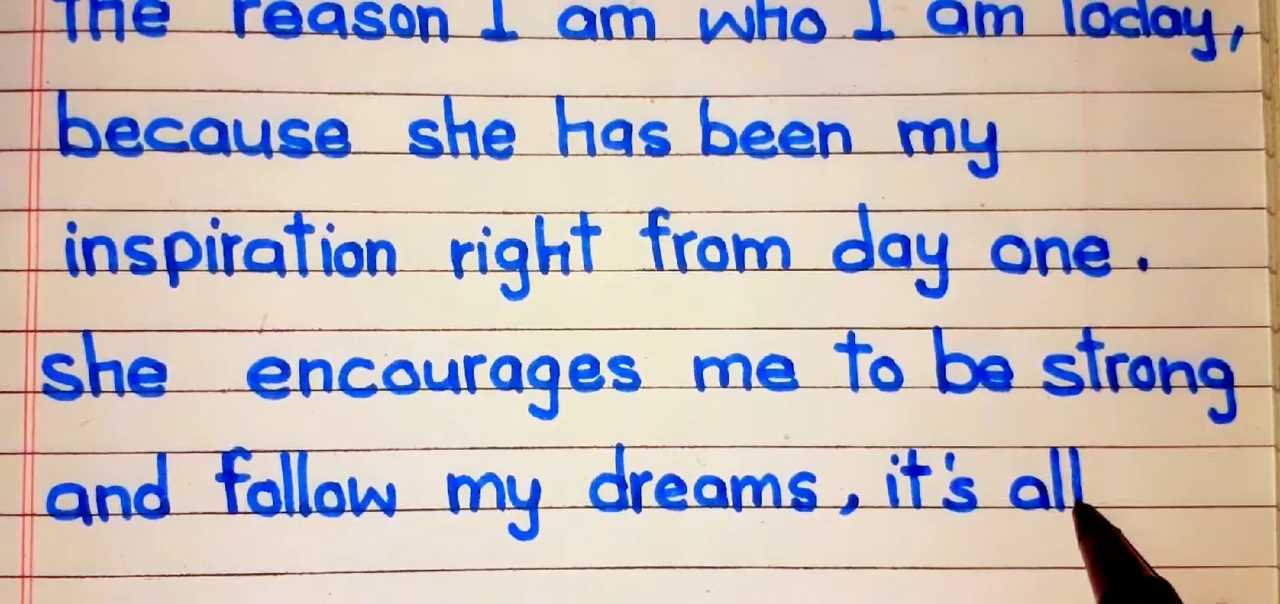 The reason I am who I am Today,
because she has been my
inspiration right from day one.
she encourages me to be strong
and follow my dreams, it's all